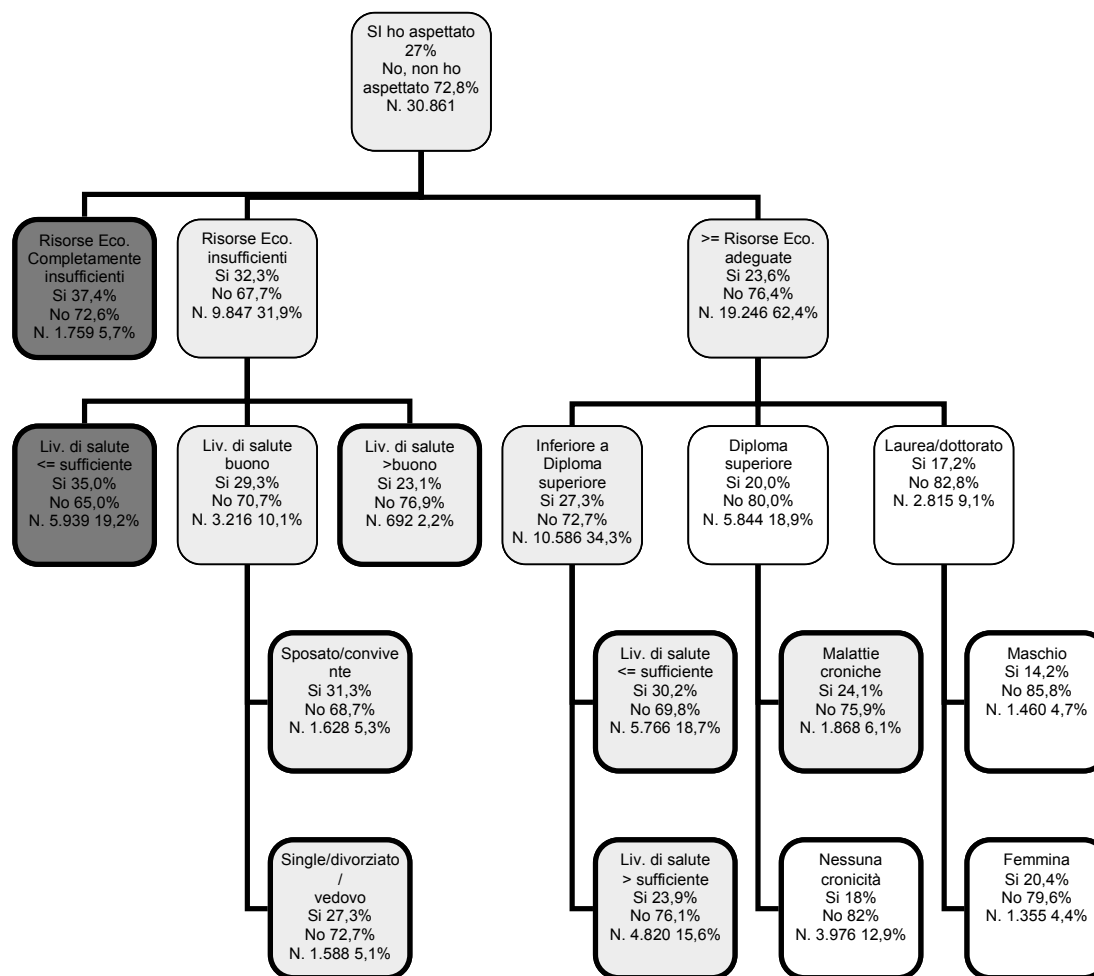 SI ho aspettato
27%
No, non ho
aspettato 72,8%
N. 30.861
Risorse Eco.
Completamente
insufficienti
Si 37,4%
No 72,6%
N. 1.759 5,7%
Risorse Eco.
insufficienti
Si 32,3%
No 67,7%
N. 9.847 31,9%
>= Risorse Eco.
adeguate
Si 23,6%
No 76,4%
N. 19.246 62,4%
Liv. di salute
<= sufficiente
Si 35,0%
No 65,0%
N. 5.939 19,2%
Liv. di salute
buono
Si 29,3%
No 70,7%
N. 3.216 10,1%
Liv. di salute
>buono
Si 23,1%
No 76,9%
N. 692 2,2%
Inferiore a
Diploma
superiore
Si 27,3%
No 72,7%
N. 10.586 34,3%
Diploma
superiore
Si 20,0%
No 80,0%
N. 5.844 18,9%
Laurea/dottorato
Si 17,2%
No 82,8%
N. 2.815 9,1%
Sposato/convive
nte
Si 31,3%
No 68,7%
N. 1.628 5,3%
Liv. di salute
<= sufficiente
Si 30,2%
No 69,8%
N. 5.766 18,7%
Malattie
croniche
Si 24,1%
No 75,9%
N. 1.868 6,1%
Maschio
Si 14,2%
No 85,8%
N. 1.460 4,7%
Single/divorziato
/
vedovo
Si 27,3%
No 72,7%
N. 1.588 5,1%
Liv. di salute
> sufficiente
Si 23,9%
No 76,1%
N. 4.820 15,6%
Nessuna
cronicità
Si 18%
No 82%
N. 3.976 12,9%
Femmina
Si 20,4%
No 79,6%
N. 1.355 4,4%